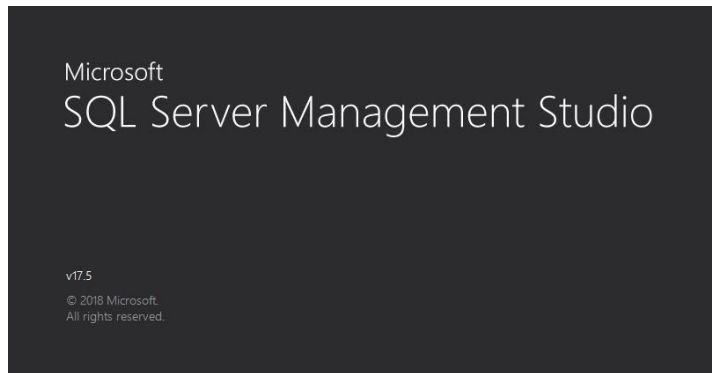 Microsoft
SQL Server Management Studio
v17.5
© 2018 Microsoft.
All rights reserved.